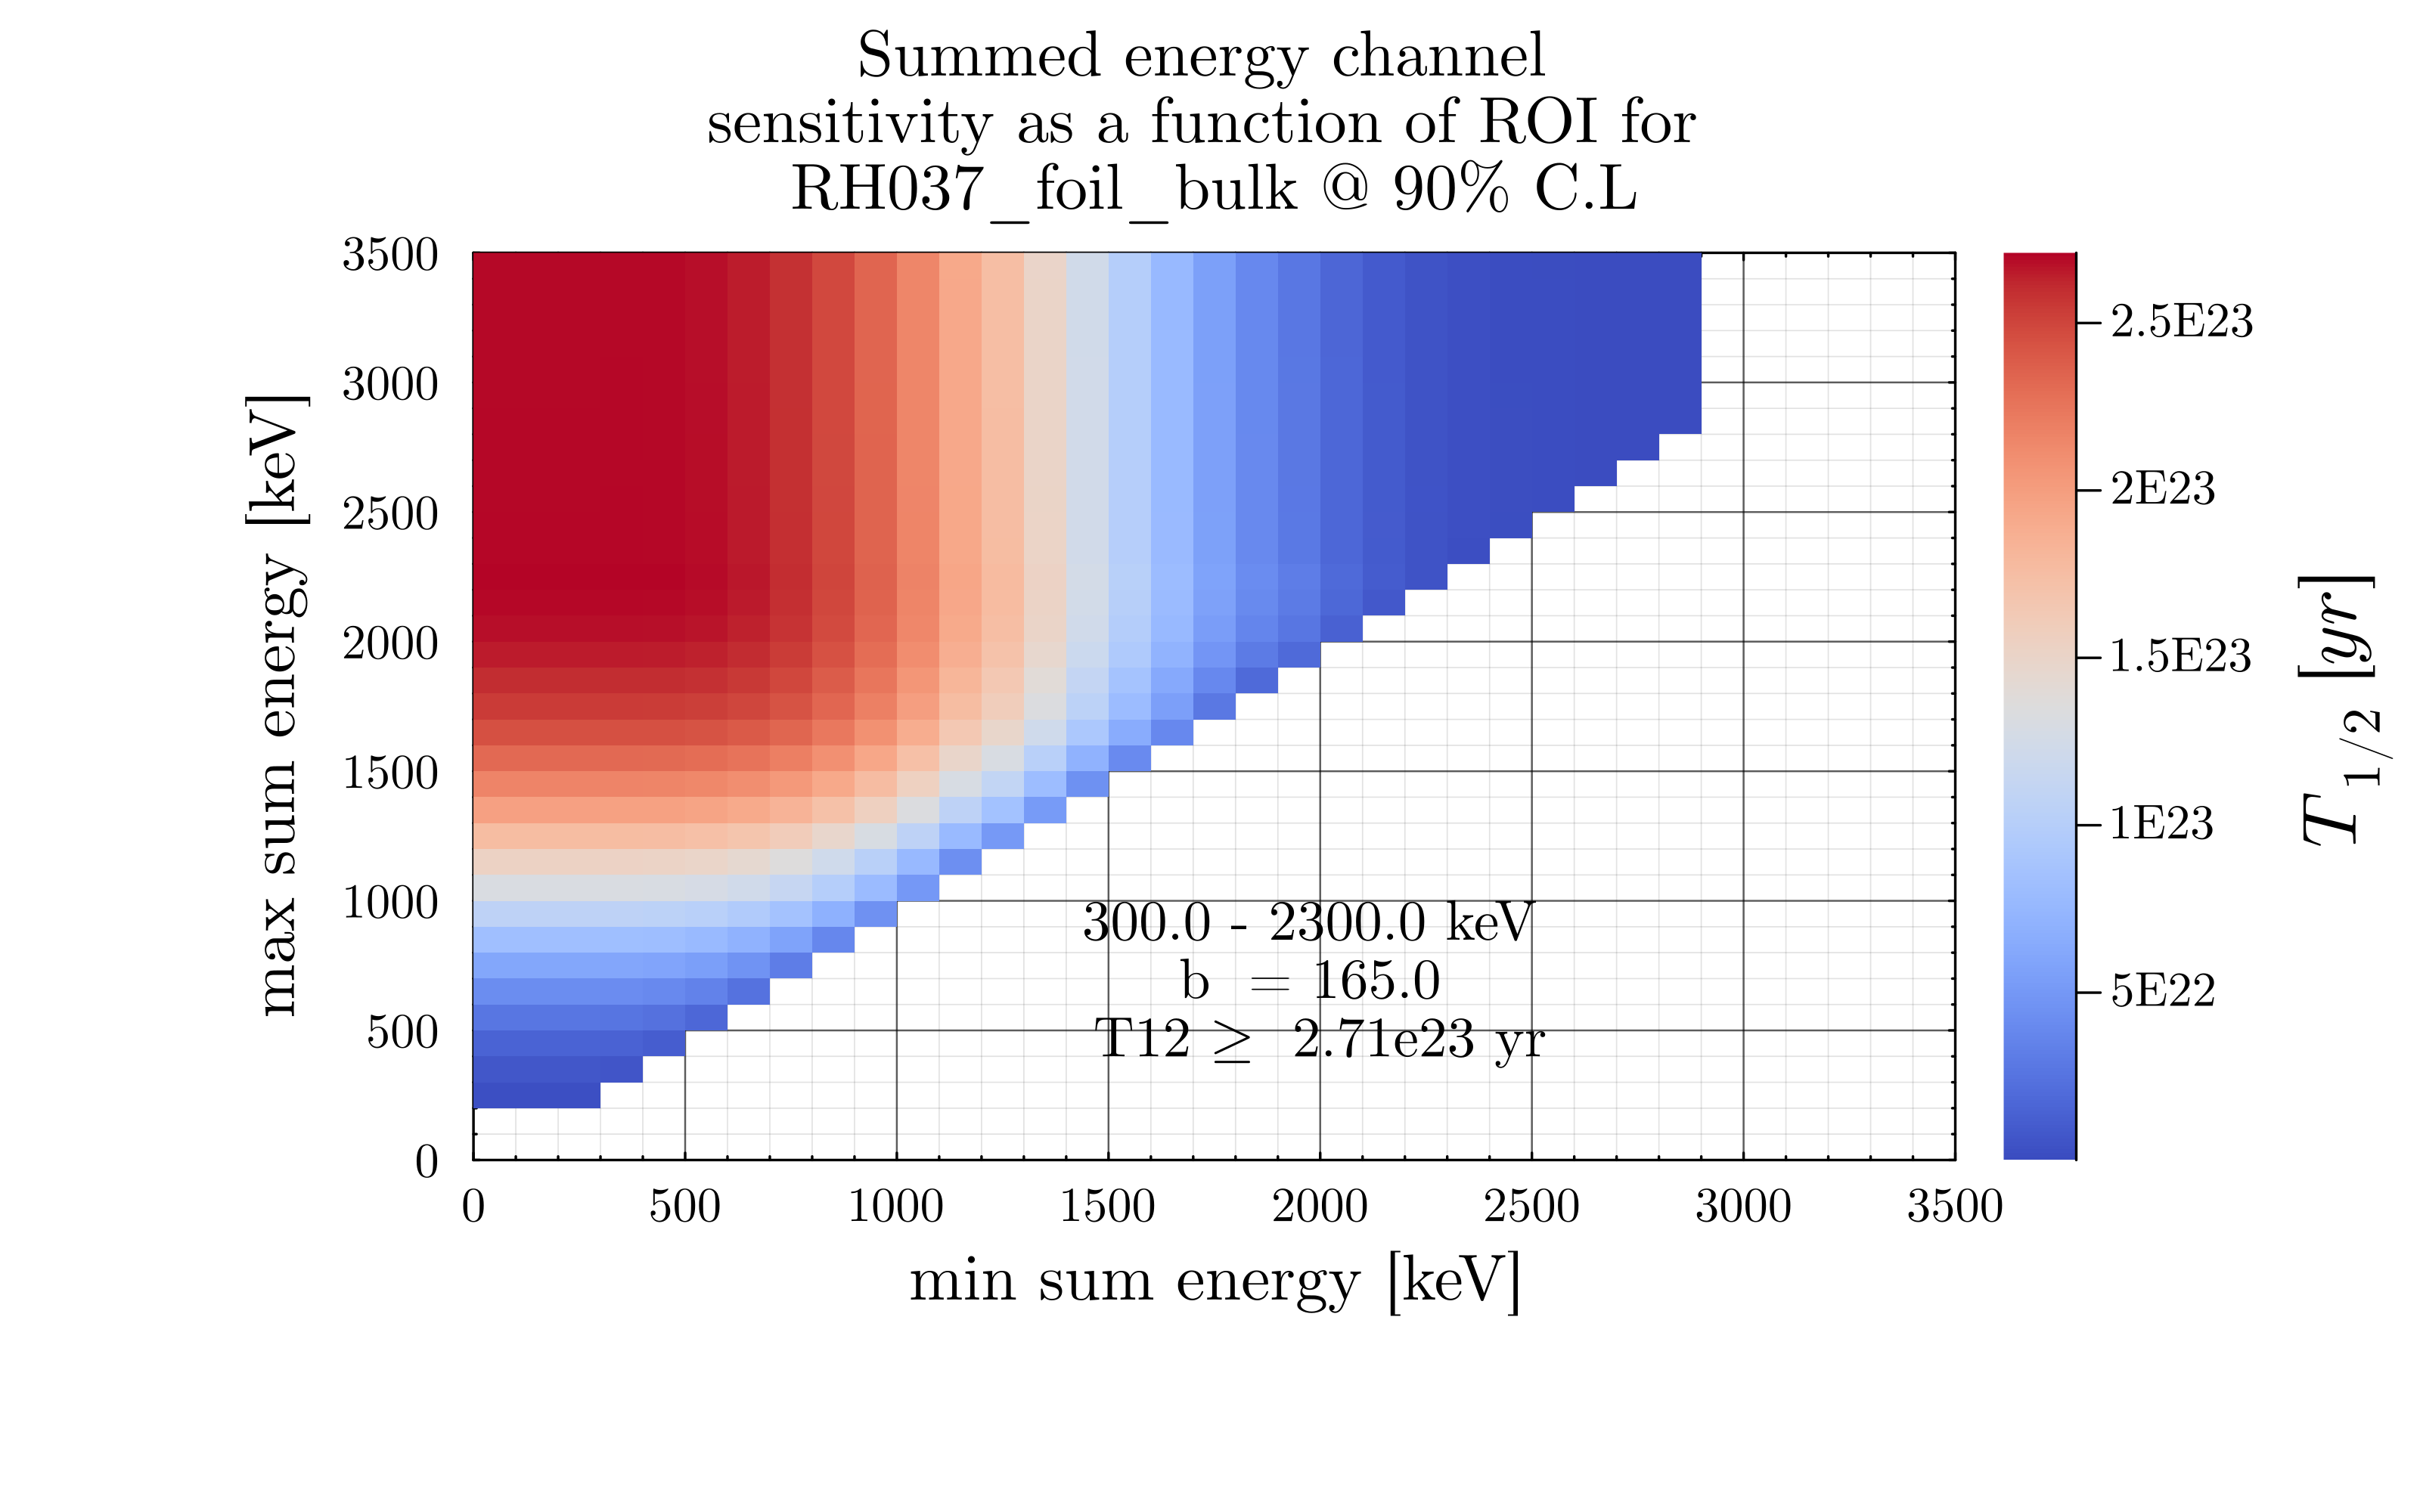 Summed energy channel
sensitivity as a function of ROI for
RH037_foil_bulk @ 90% C.L
3500
3000
2500
2000
1500
1000
500
0
max sum energy [keV]
300.0 - 2300.0 keV
b = 165.0
T12 ≥ 2.71e23 yr
0 500 1000 1500 2000 2500 3000 3500
min sum energy [keV]
2.5E23
2E23
1.5E23
1E23
5E22
T1/2 [yr]